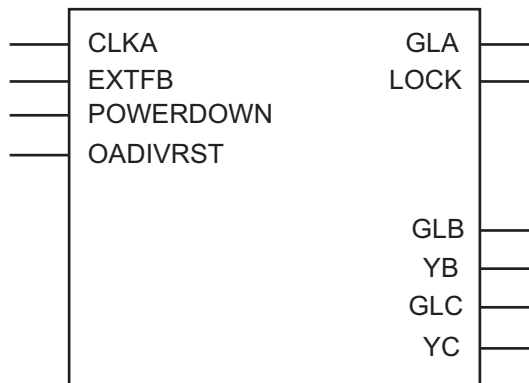 CLKA GLA
EXTFB LOCK
POWERDOWN
OADIVRST
GLB
YB
GLC
YC